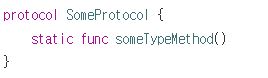 protocol SomeProtocol {
    static func someTypeMethod()
}